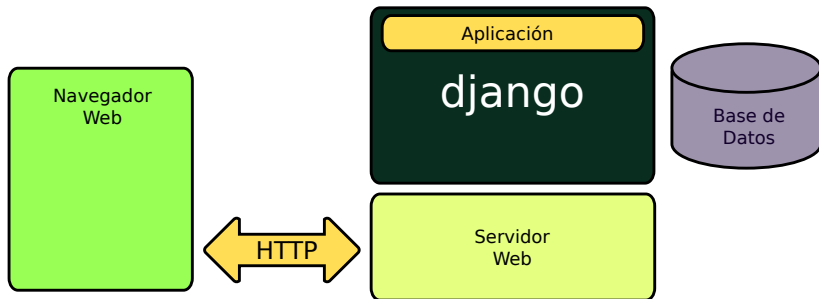 Aplicación
django
Navegador
Web
Base de
Datos
HTTP
Servidor
Web